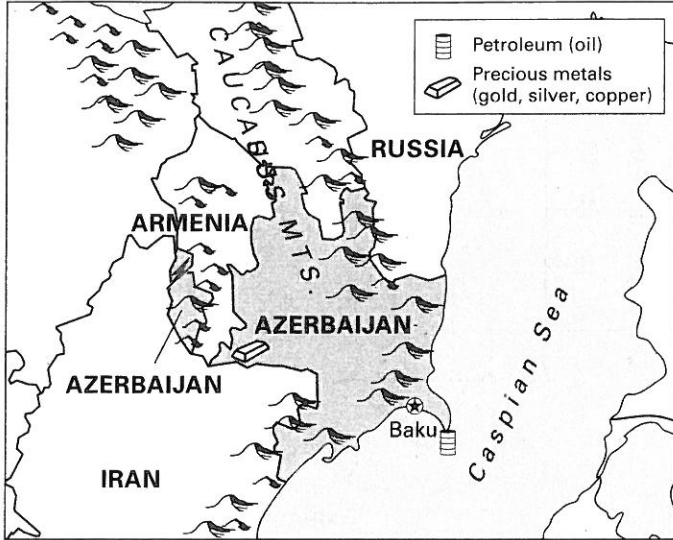 Petroleum (oil)
Precious metals
(gold, silver, copper)
CAUCASUS MTS.
RUSSIA
ARMENIA
AZERBAIJAN
AZERBAIJAN
Baku
Caspian Sea
IRAN